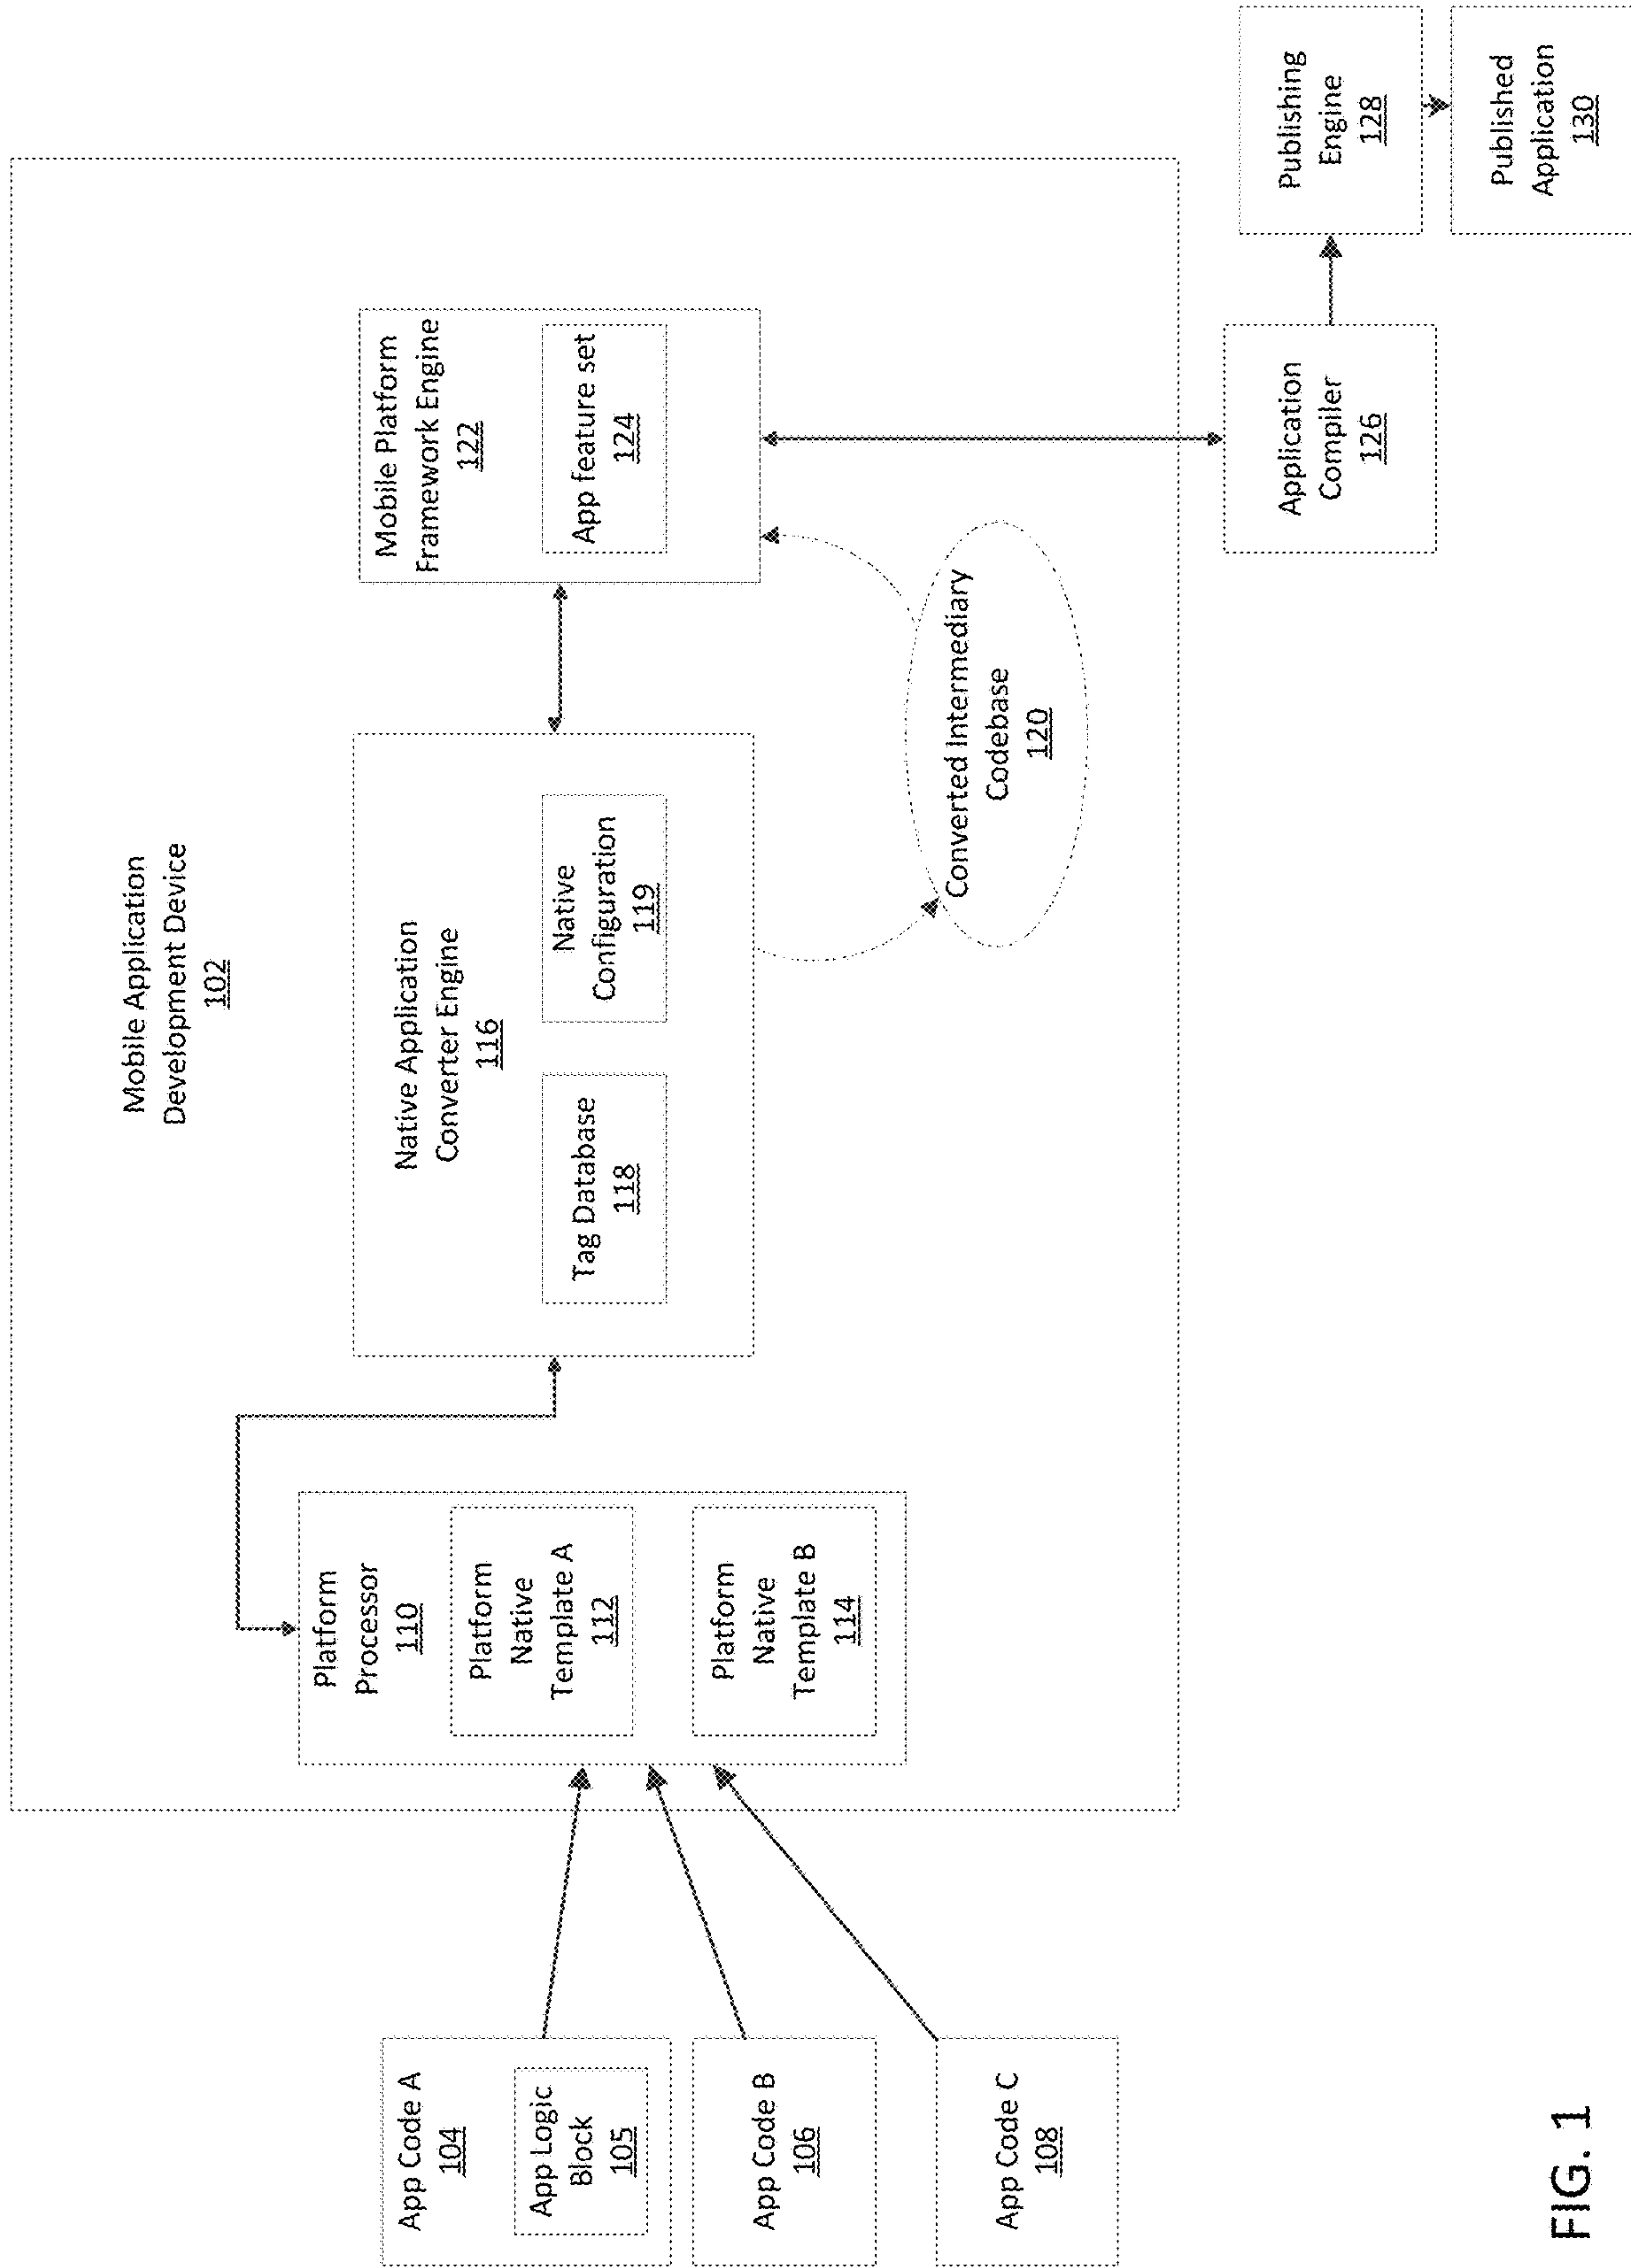 Mobile Application
Development Device
102
App Code A
104
App Logic
Block
105
App Code B
106
App Code C
108
Platform
Processor
110
Platform
Native
Template A
112
Platform
Native
Template B
114
Native Application
Converter Engine
116
Tag Database
118
Native
Configuration
119
Converted Intermediary
Codebase
120
Mobile Platform
Framework Engine
122
App feature set
124
Application
Compiler
126
Publishing
Engine
128
Published
Application
130
FIG. 1